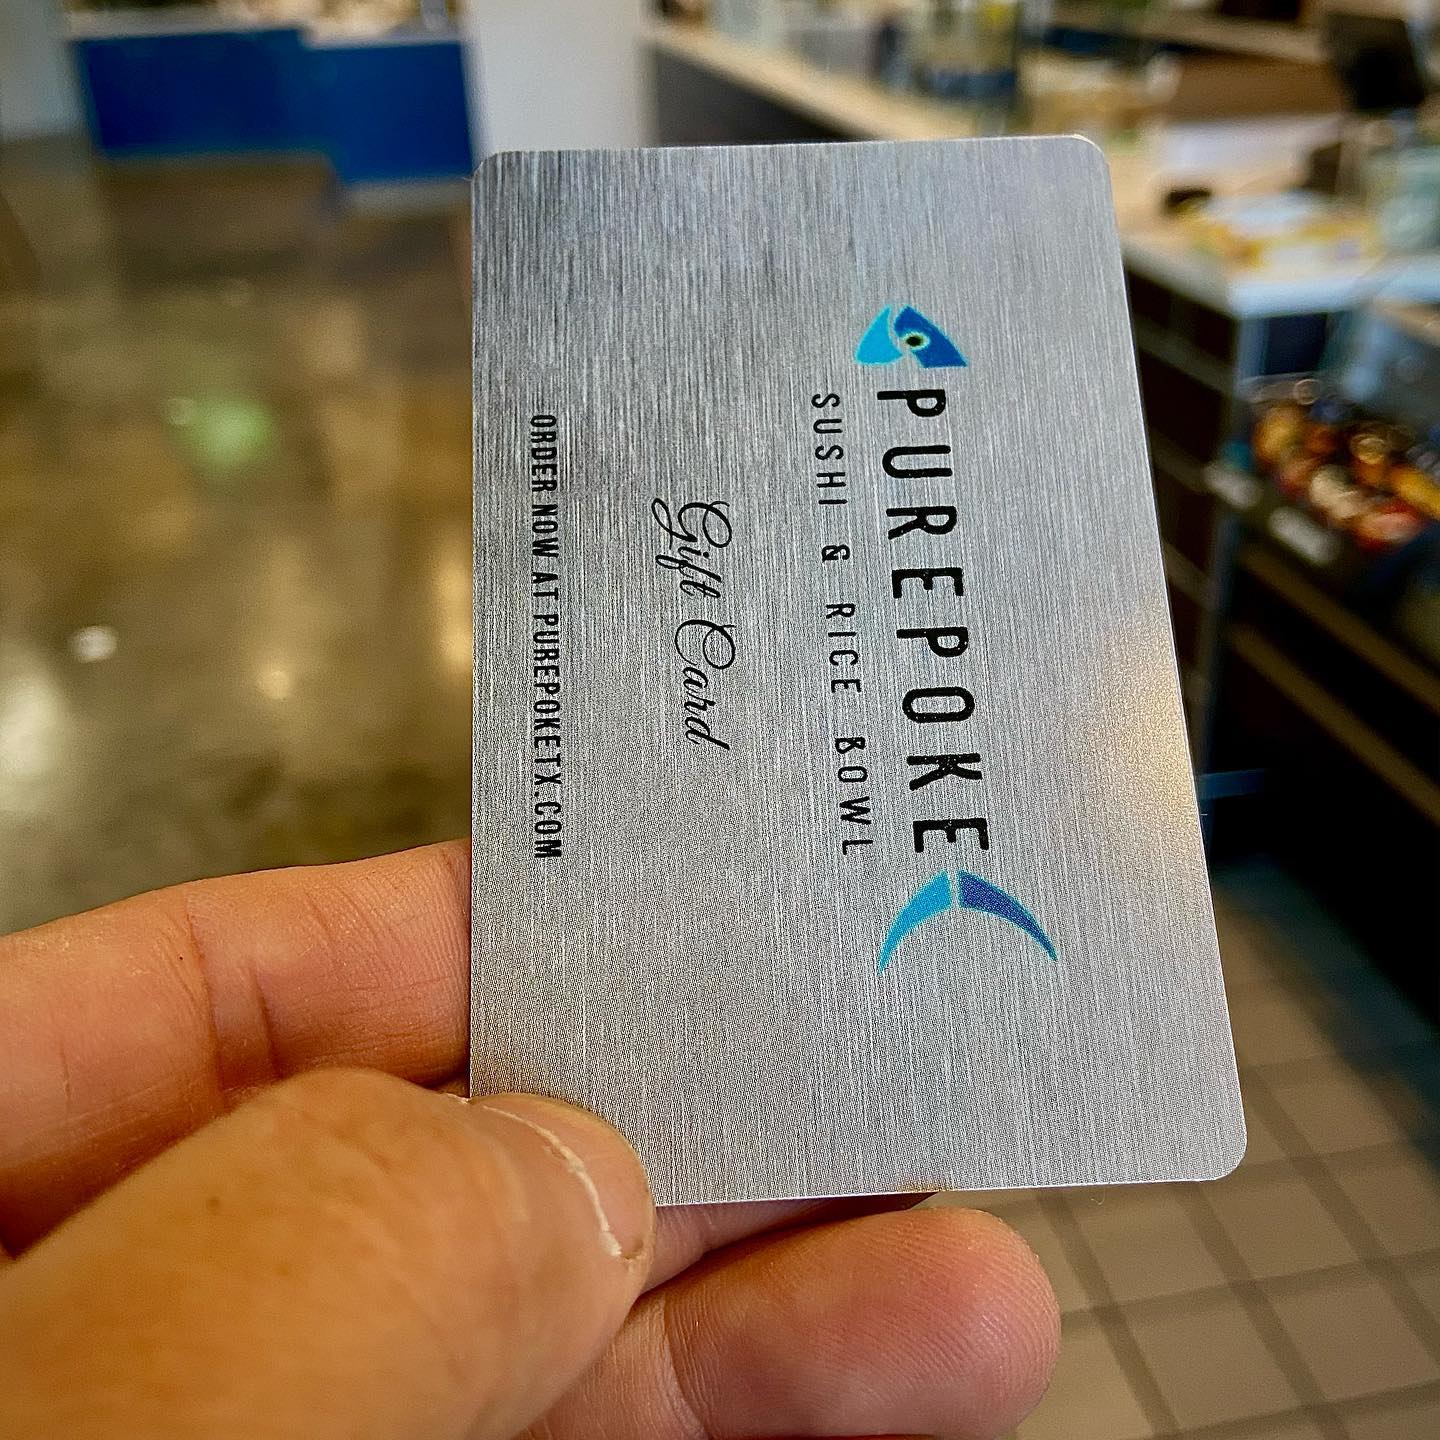 PUREPOKE
SUSHI & RICE BOWL
Gift Card
ORDER NOW AT PUREPOKETX.COM